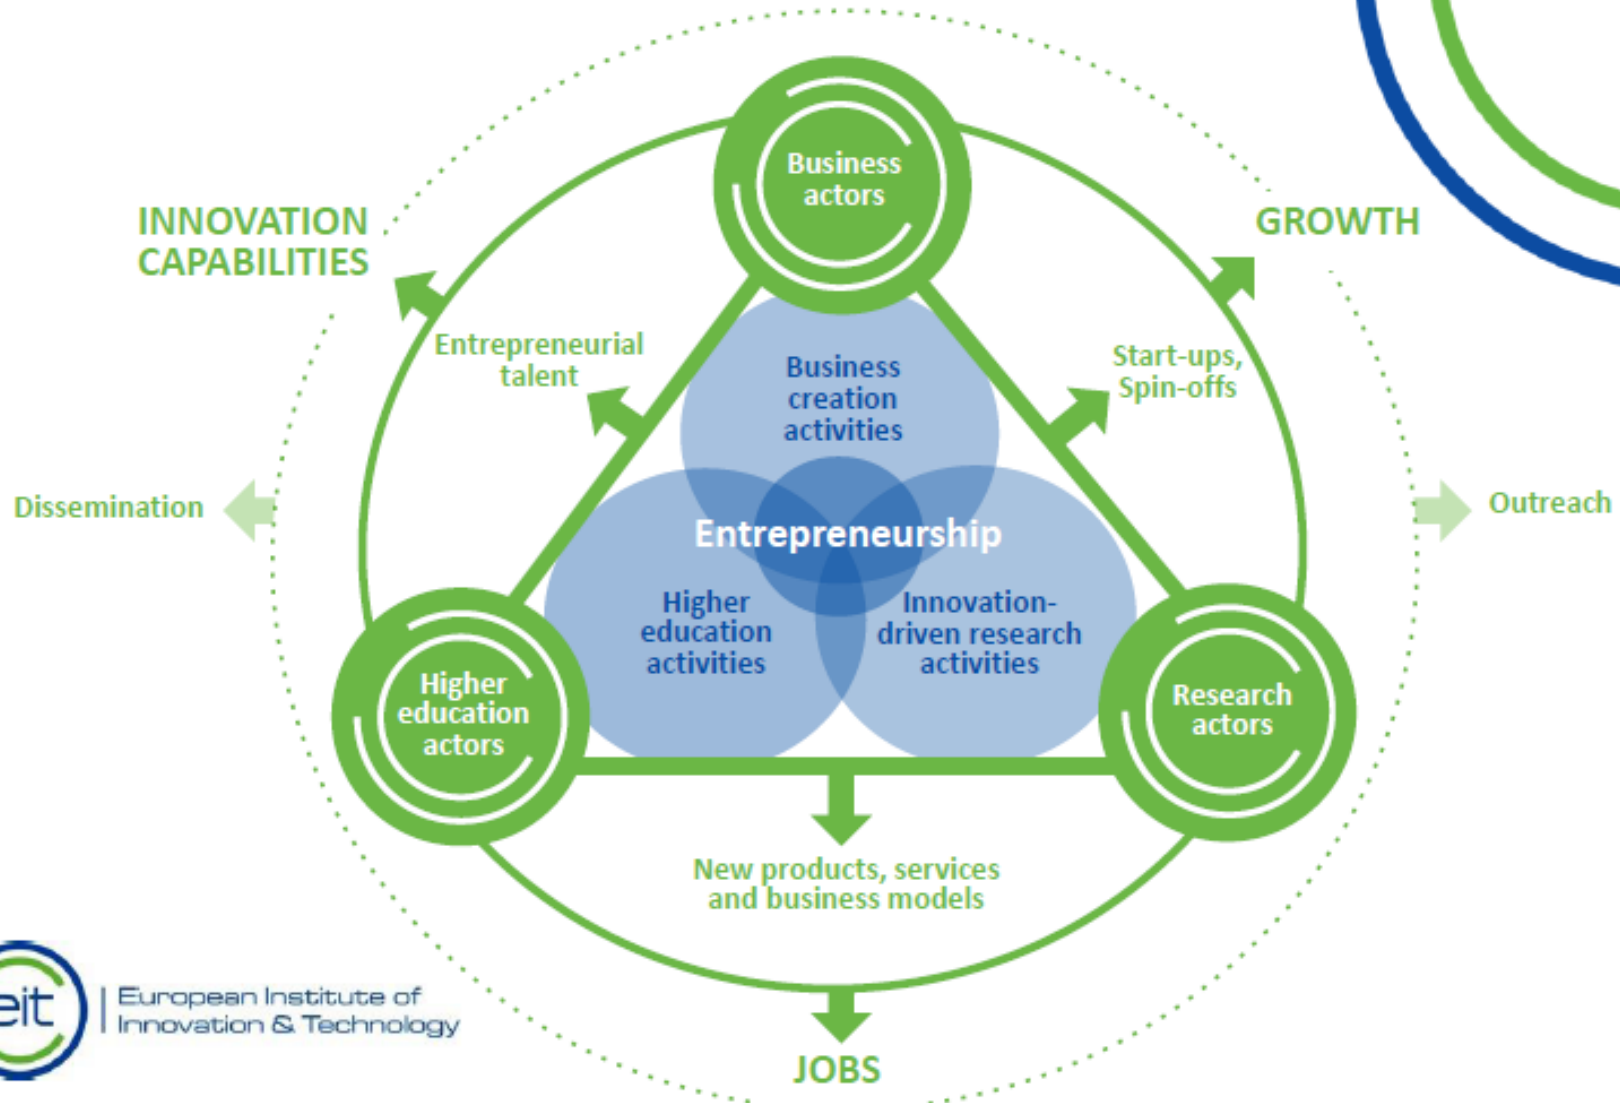 Business
actors
INNOVATION
CAPABILITIES
GROWTH
Entrepreneurial
talent
Start-ups,
Spin-offs
Business
creation
activities
Dissemination
Outreach
Entrepreneurship
Higher
education
activities
Innovation-
driven research
activities
Higher
education
actors
Research
actors
New products, services
and business models
eit
European Institute of
Innovation & Technology
JOBS